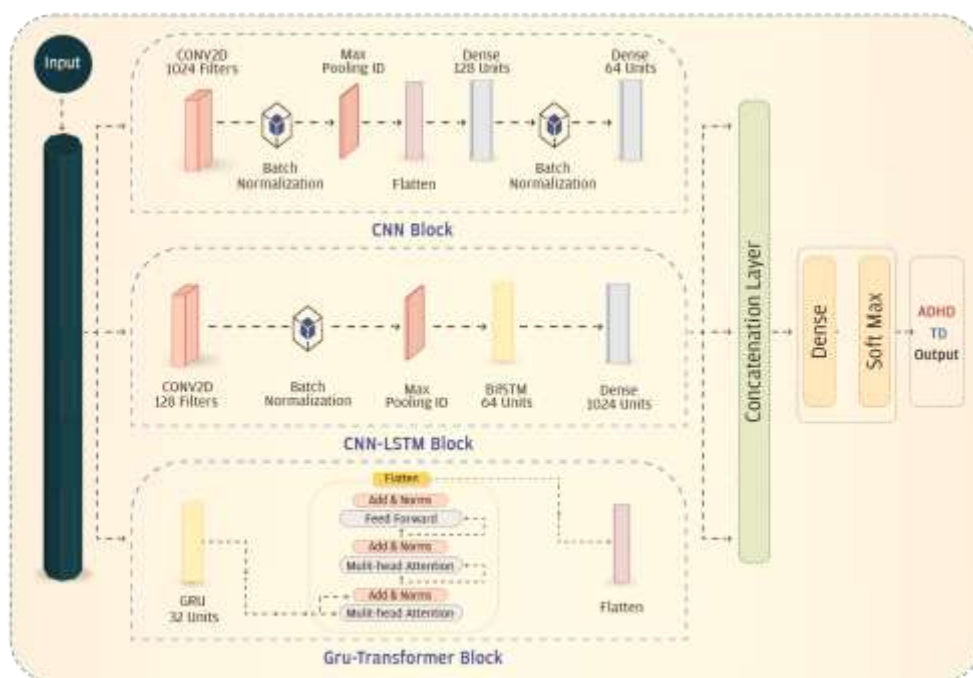 Input
CONV2D
1024 Filters
Batch
Normalization
Max
Pooling ID
Flatten
Dense
128 Units
Batch
Normalization
Dense
64 Units
CNN Block
CONV2D
128 Filters
Batch
Normalization
Max
Pooling ID
BilSTM
64 Units
Dense
1024 Units
CNN-LSTM Block
GRU
32 Units
Flatten
Add & Norms
Feed Forward
Add & Norms
Mulit-head Attention
Add & Norms
Mulit-head Attention
Flatten
Gru-Transformer Block
Concatenation Layer
Dense
Soft Max
ADHD
TD
Output